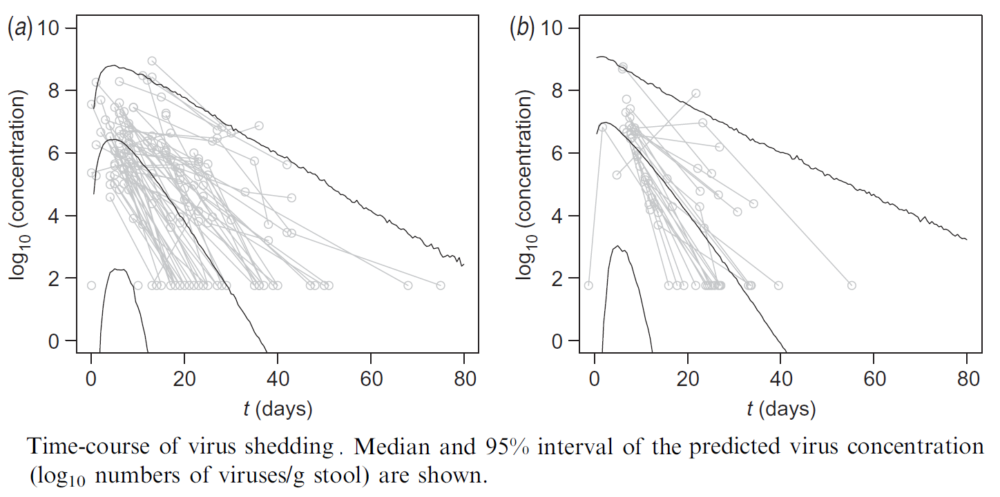 (a) (b)
10 8 6 4 2 0
log10 (concentration)
0 20 40 60 80
t (days)
10 8 6 4 2 0
log10 (concentration)
0 20 40 60 80
t (days)
Time-course of virus shedding. Median and 95% interval of the predicted virus concentration
(log10 numbers of viruses/g stool) are shown.